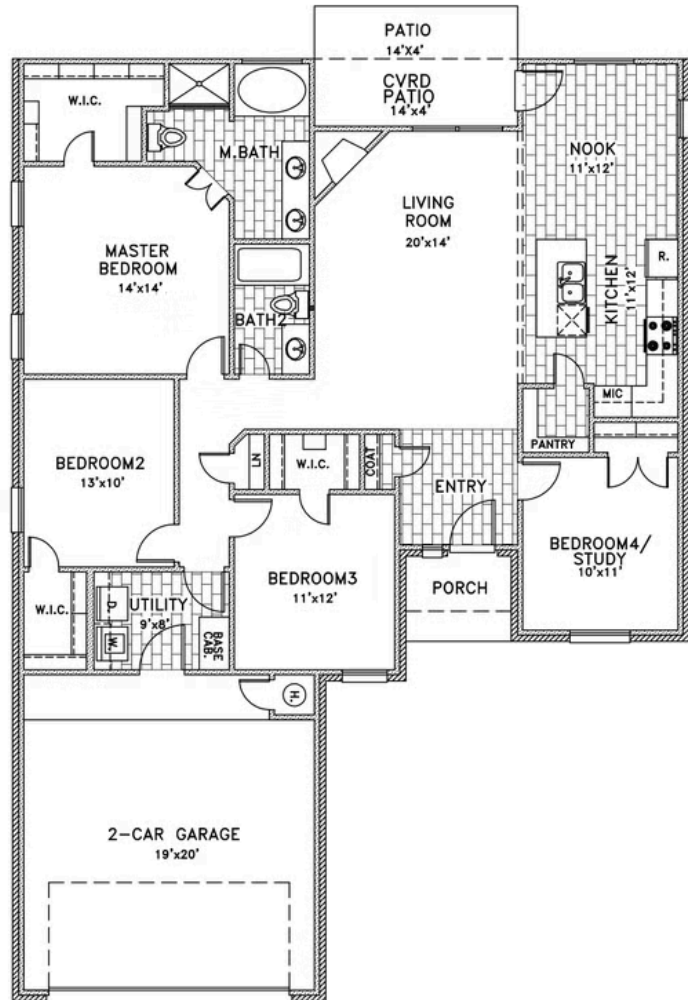 PATIO
14'X4'
CVRD
PATIO
14'x4'
W.I.C.
M.BATH
NOOK
11'x12'
LIVING
ROOM
20'x14'
MASTER
BEDROOM
14'x14'
R.
KITCHEN
11'x12'
BATH2
MIC
PANTRY
BEDROOM2
13'x10'
LN
W.I.C.
COAT
ENTRY
BEDROOM4/
STUDY
10'x11'
BEDROOM3
11'x12'
PORCH
W.I.C.
D.
UTILITY
9'x8'
W.
BASE
CAB.
H.
2-CAR GARAGE
19'x20'